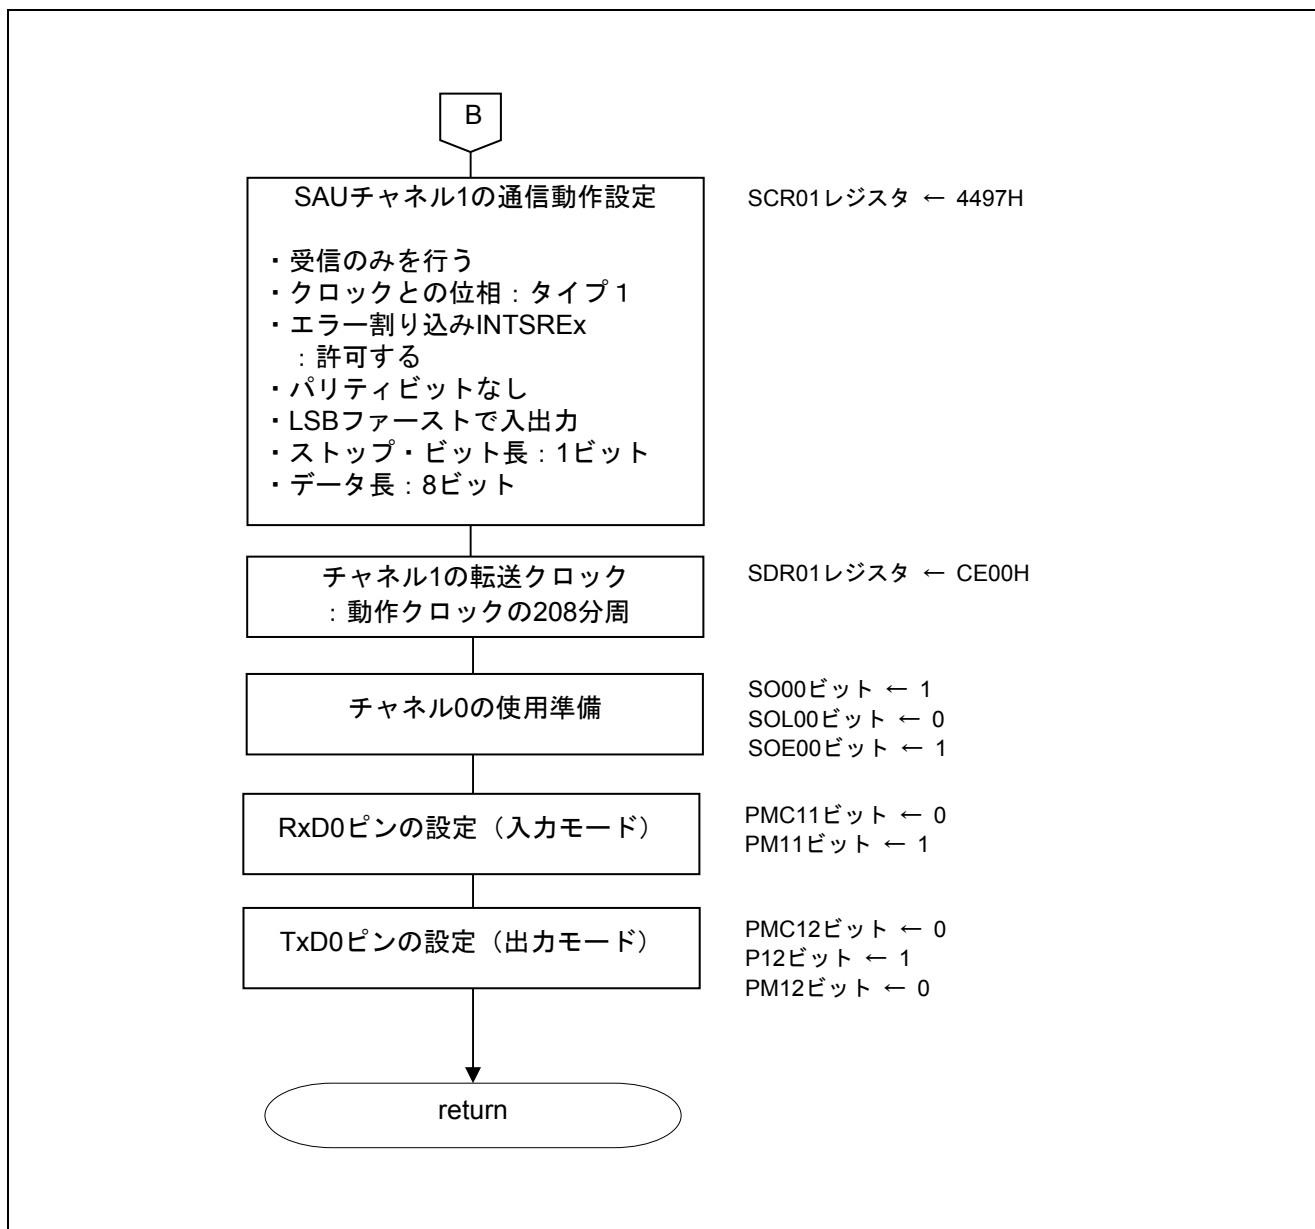 B
SAUチャネル1の通信動作設定
SCR01レジスタ ← 4497H
・受信のみを行う
・クロックとの位相：タイプ１
・エラー割り込みINTSREx
：許可する
・パリティビットなし
・LSBファーストで入出力
・ストップ・ビット長：1ビット
・データ長：8ビット
チャネル1の転送クロック
：動作クロックの208分周
SDR01レジスタ ← CE00H
チャネル0の使用準備
SO00ビット ← 1
SOL00ビット ← 0
SOE00ビット ← 1
RxD0ピンの設定（入力モード）
PMC11ビット ← 0
PM11ビット ← 1
TxD0ピンの設定（出力モード）
PMC12ビット ← 0
P12ビット ← 1
PM12ビット ← 0
return